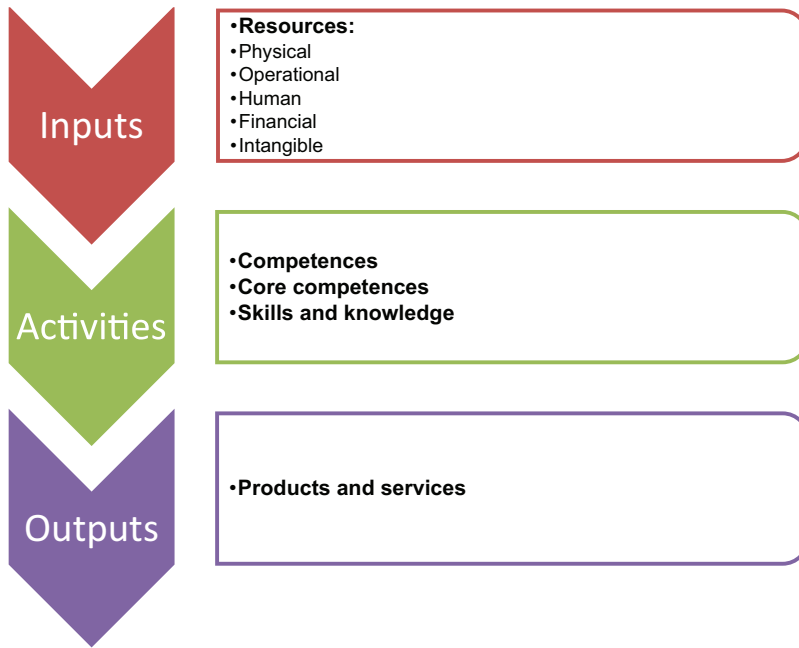 Inputs
•Resources:
•Physical
•Operational
•Human
•Financial
•Intangible
Activities
•Competences
•Core competences
•Skills and knowledge
Outputs
•Products and services